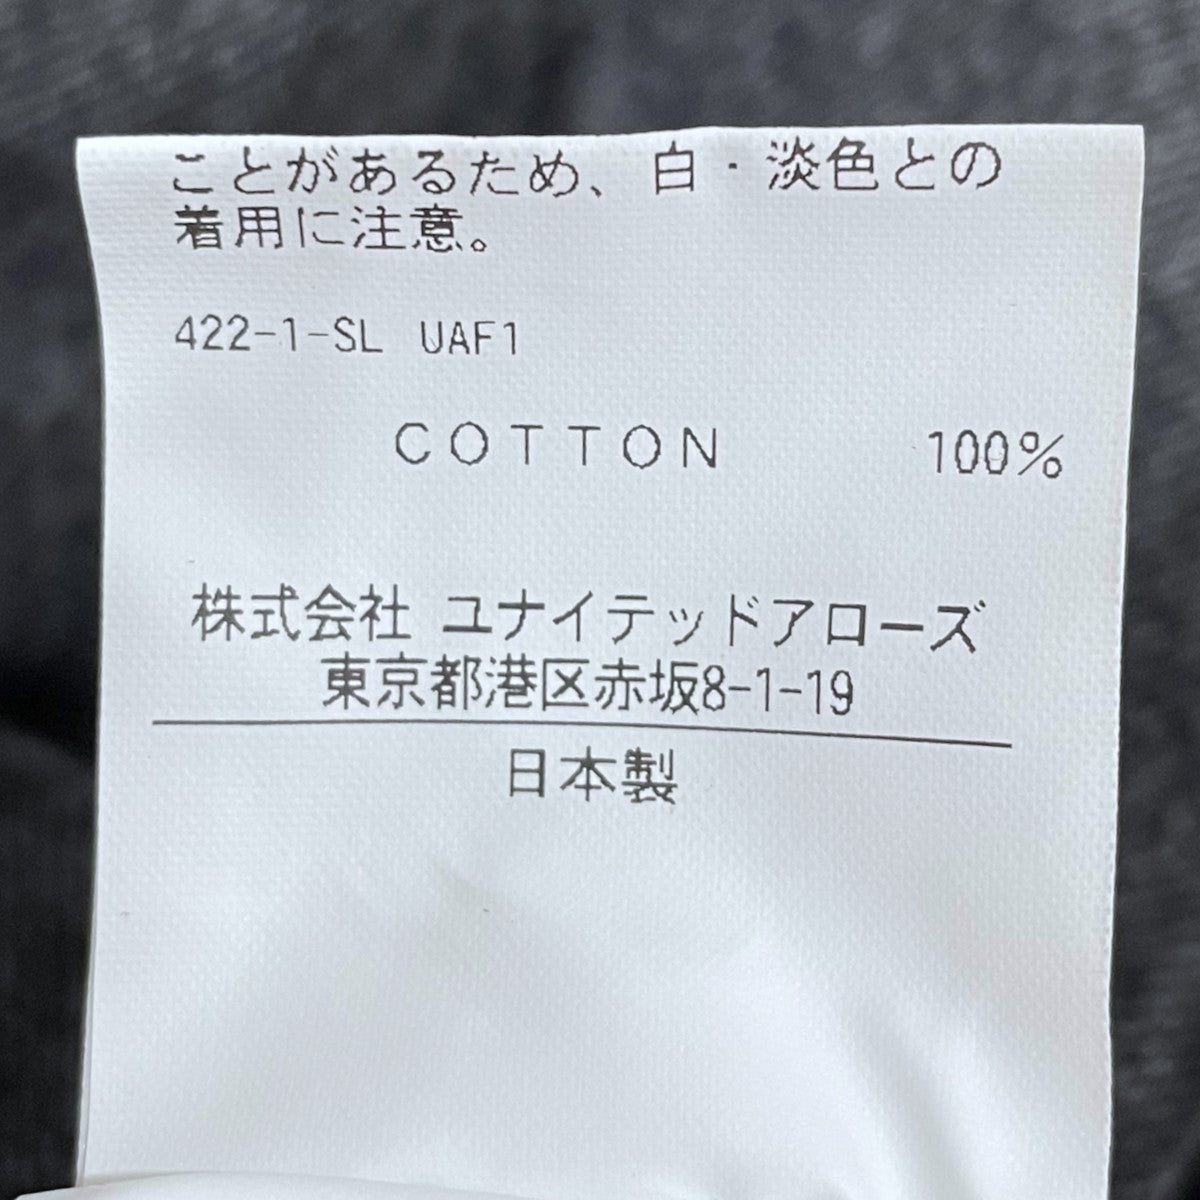 ことがあるため、白・淡色との
着用に注意。
422-1-SL UAF1
COTTON 100%
株式会社 ユナイテッドアローズ
東京都港区赤坂8-1-19
日本製